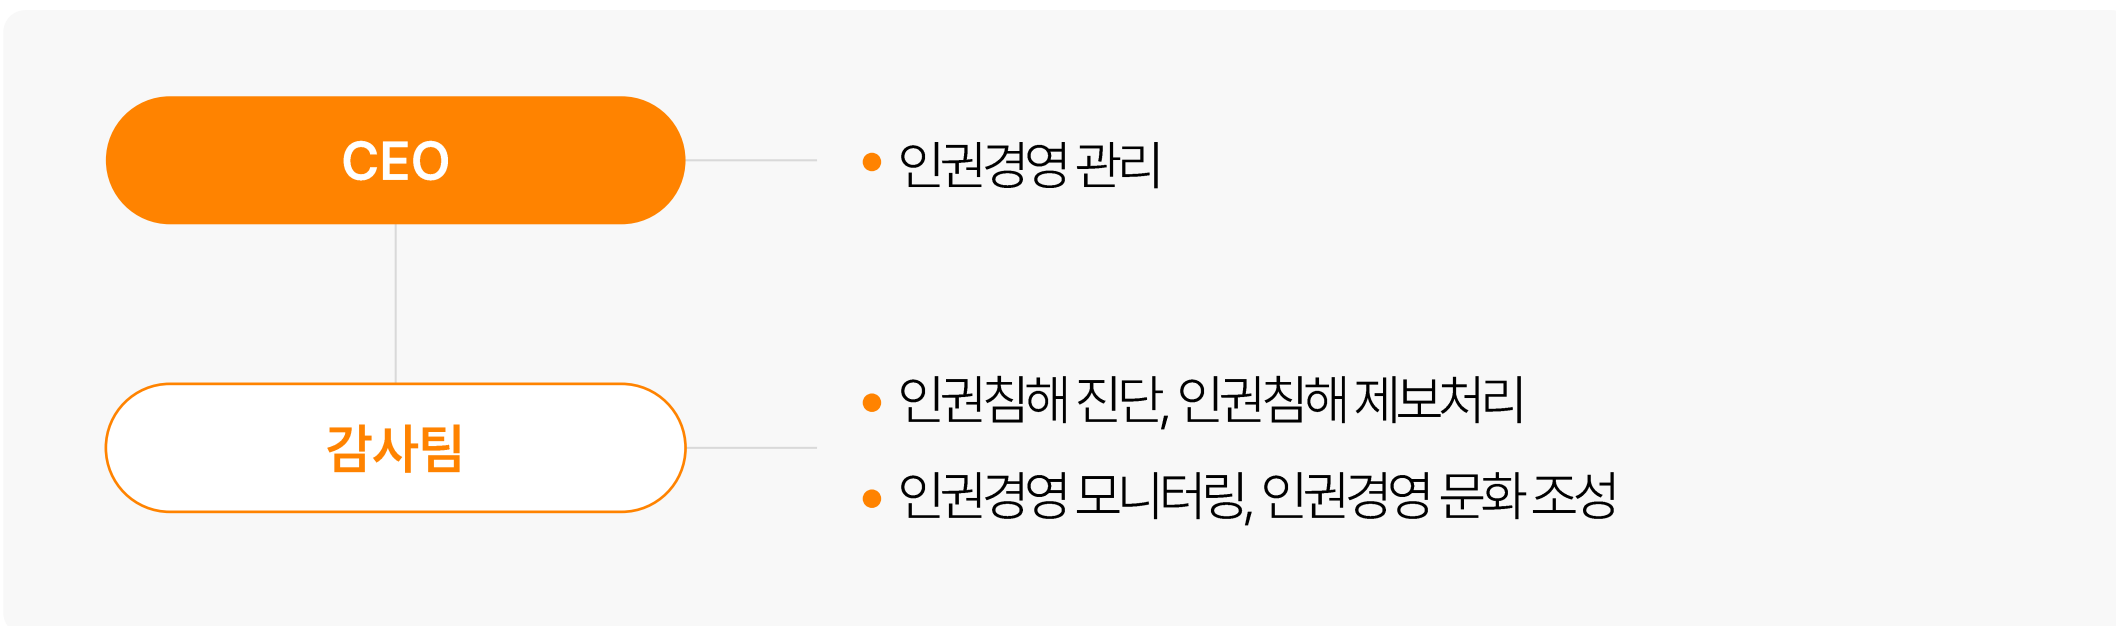 CEO
인권경영 관리
감사팀
인권침해 진단, 인권침해 제보처리
인권경영 모니터링, 인권경영 문화 조성